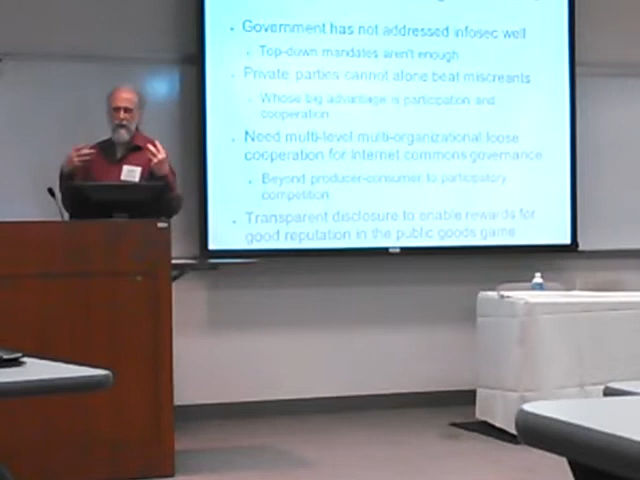 Government has not addressed infosec well
Top-down mandates aren't enough
Private parties cannot alone beat miscreants
Whose big advantage is participation and
cooperation
Need multi-level multi-organizational loose
cooperation for Internet commons governance
Beyond producer-consumer to participatory
competition
Transparent disclosure to enable rewards for
good reputation in the public goods game